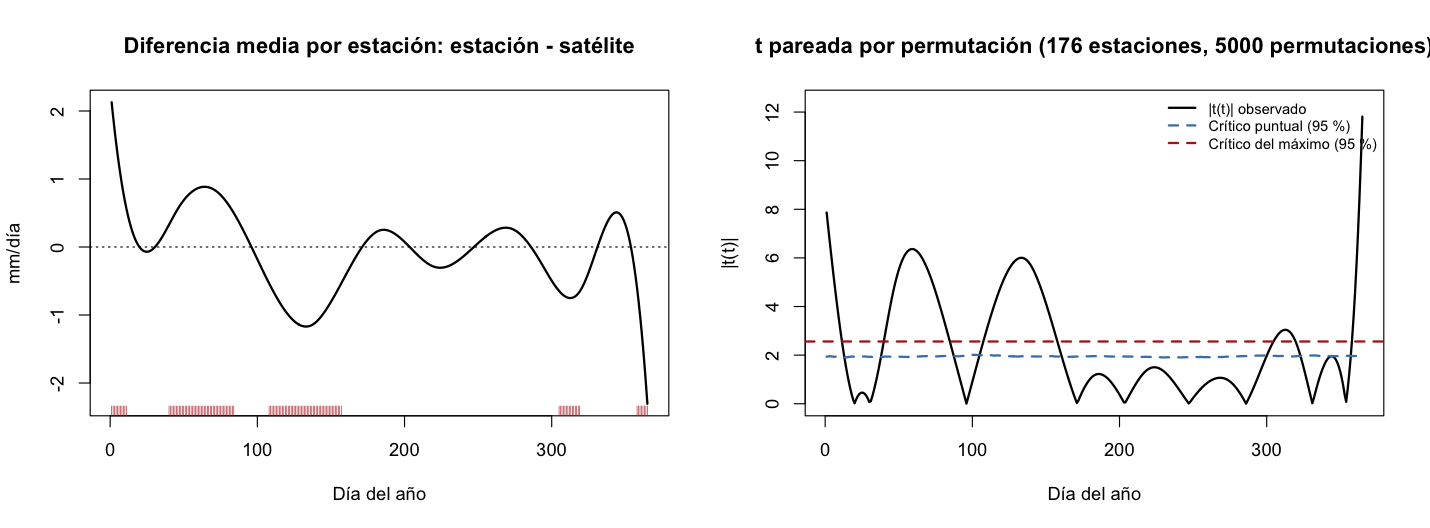 Diferencia media por estación: estación - satélite
mm/día
2
1
0
-1
-2
0
100
200
300
Día del año
t pareada por permutación (176 estaciones, 5000 permutaciones)
|t(t)|
12
10
8
6
4
2
0
|t(t)| observado
Crítico puntual (95 %)
Crítico del máximo (95 %)
0
100
200
300
Día del año